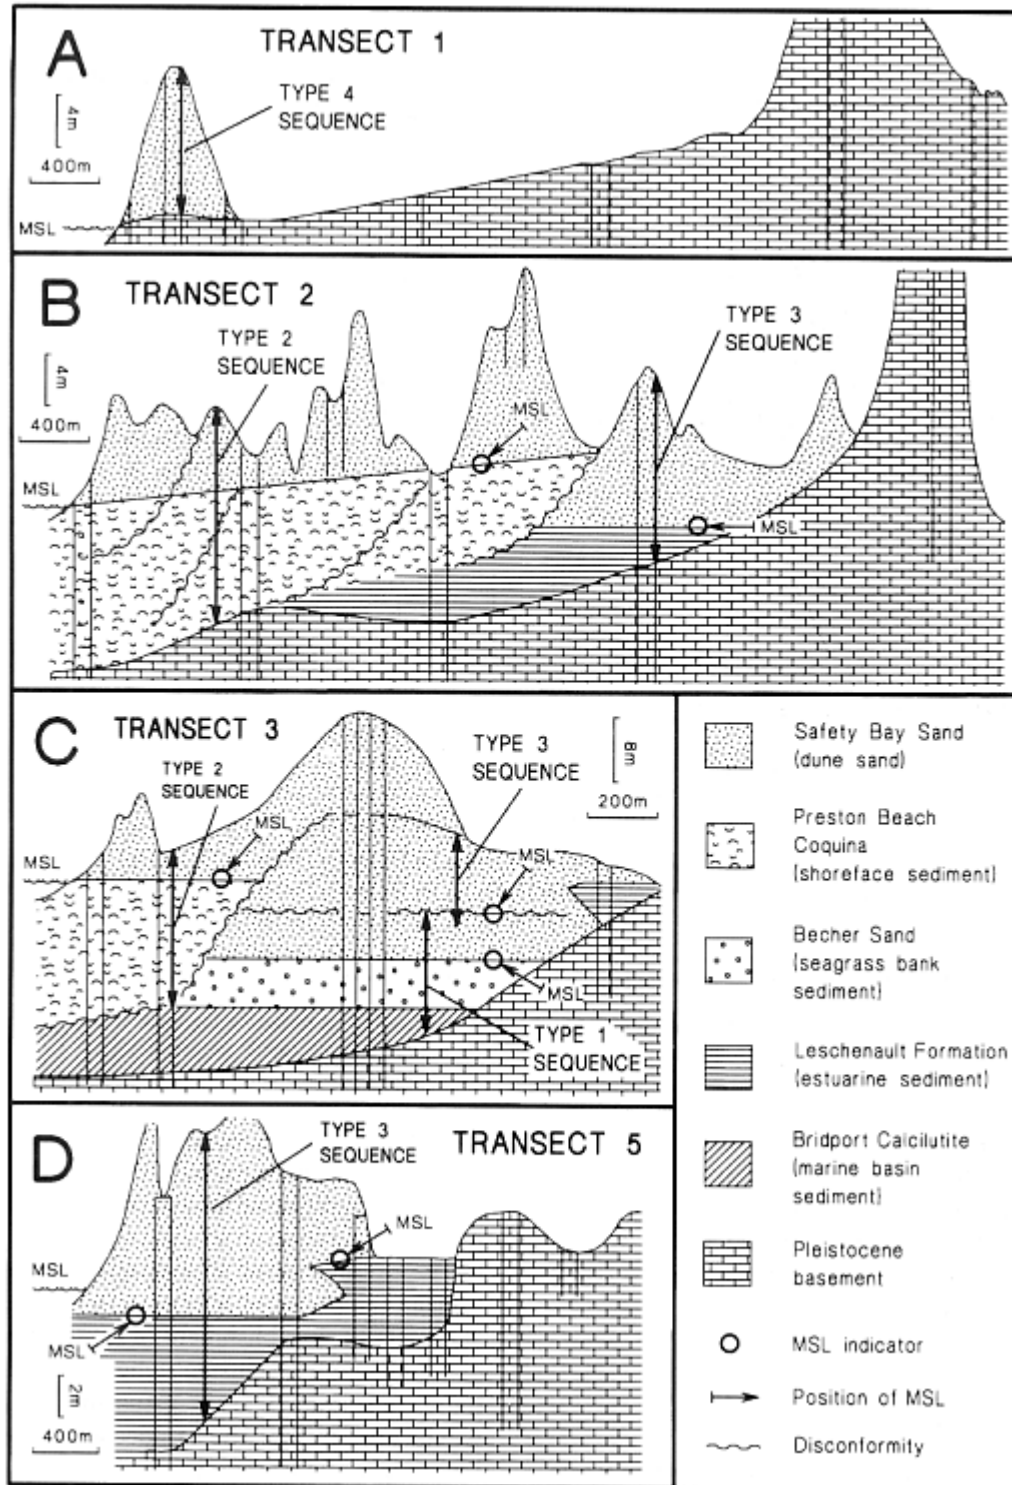 A
TRANSECT 1
TYPE 4
SEQUENCE
4m
400m
MSL
B
TRANSECT 2
TYPE 2
SEQUENCE
TYPE 3
SEQUENCE
4m
400m
MSL
MSL
MSL
C
TRANSECT 3
TYPE 2
SEQUENCE
TYPE 3
SEQUENCE
8m
200m
MSL
MSL
MSL
MSL
TYPE 1
SEQUENCE
D
TYPE 3
SEQUENCE
TRANSECT 5
MSL
MSL
MSL
2m
400m
Safety Bay Sand
(dune sand)
Preston Beach
Coquina
(shoreface sediment)
Becher Sand
(seagrass bank
sediment)
Leschenault Formation
(estuarine sediment)
Bridport Calcilutite
(marine basin
sediment)
Pleistocene
basement
MSL indicator
Position of MSL
Disconformity